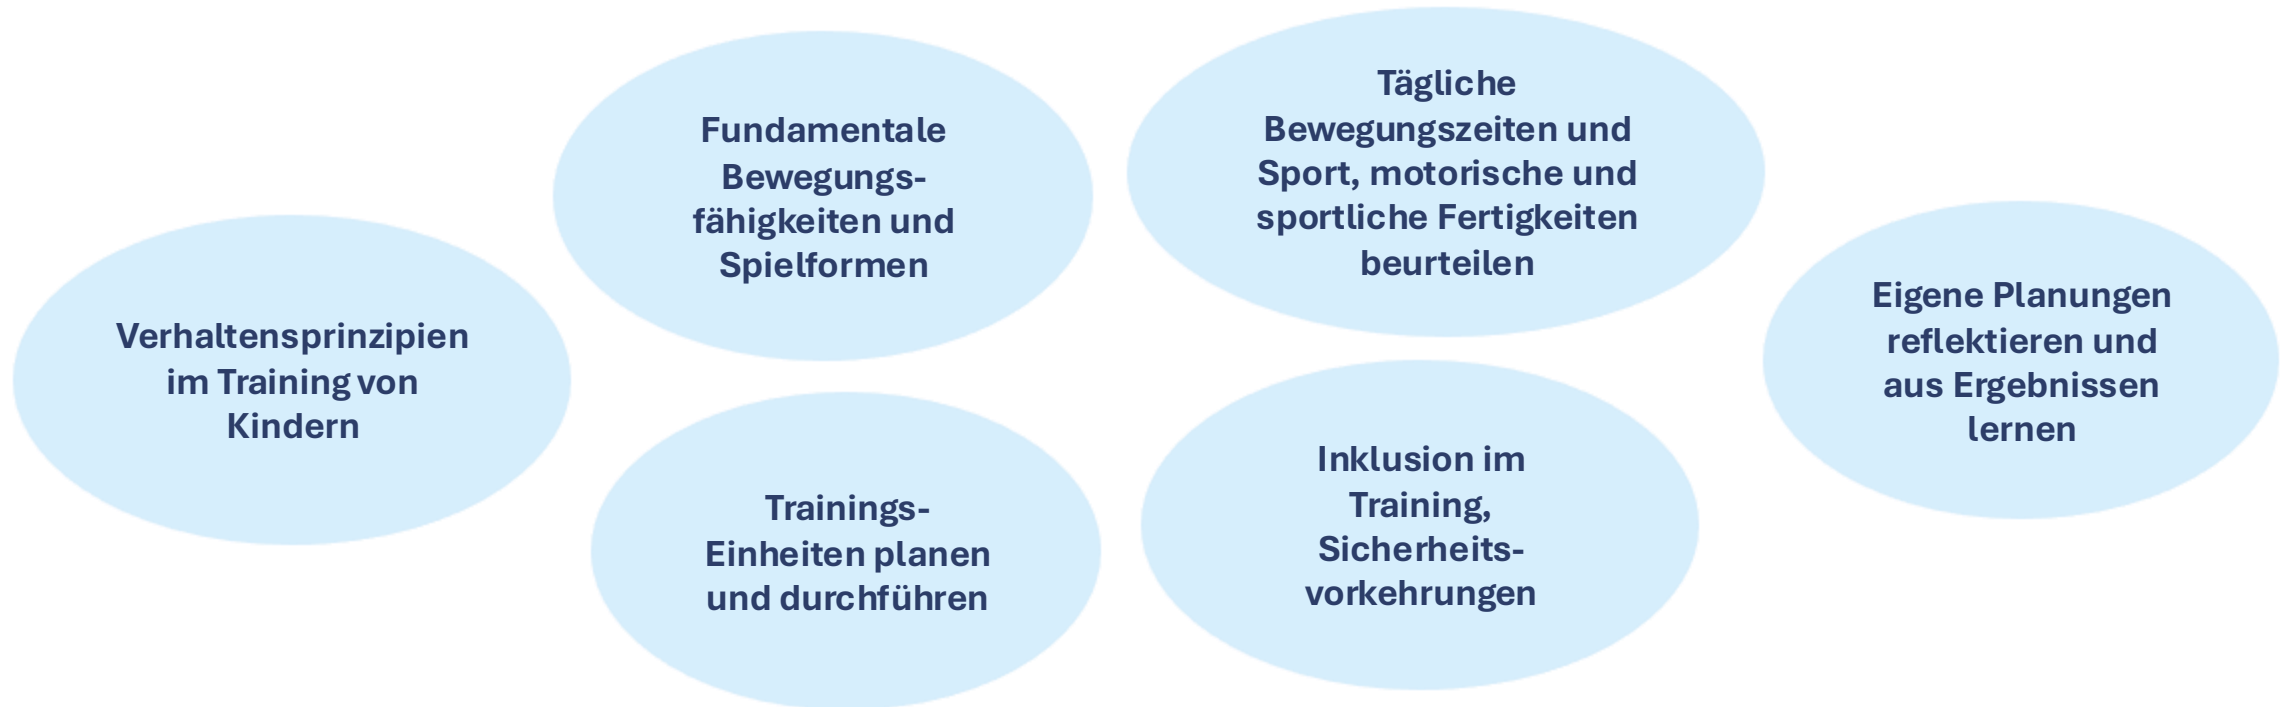 Verhaltensprinzipien
im Training von
Kindern
Fundamentale
Bewegungs-
fähigkeiten und
Spielformen
Trainings-
Einheiten planen
und durchführen
Tägliche
Bewegungszeiten und
Sport, motorische und
sportliche Fertigkeiten
beurteilen
Inklusion im
Training,
Sicherheits-
vorkehrungen
Eigene Planungen
reflektieren und
aus Ergebnissen
lernen